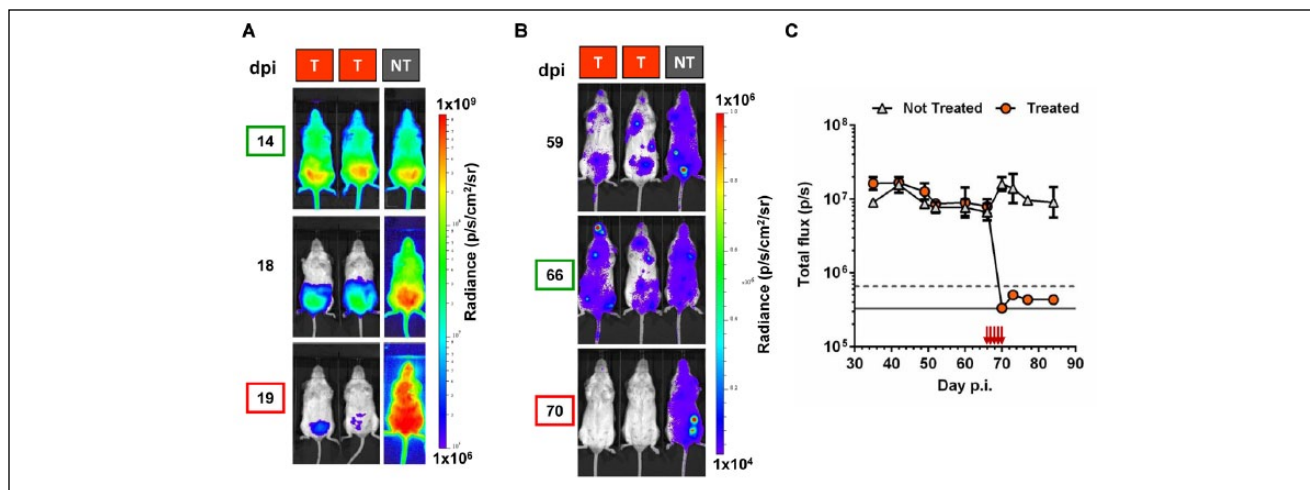 A
dpi
T T NT
1x10⁹
14
18
19
Radiance (p/s/cm²/sr)
1x10⁶
B
dpi
T T NT
1x10⁶
59
66
70
Radiance (p/s/cm²/sr)
1x10⁴
C
Not Treated Treated
Total flux (p/s)
10⁸
10⁷
10⁶
10⁵
30 40 50 60 70 80 90
Day p.i.